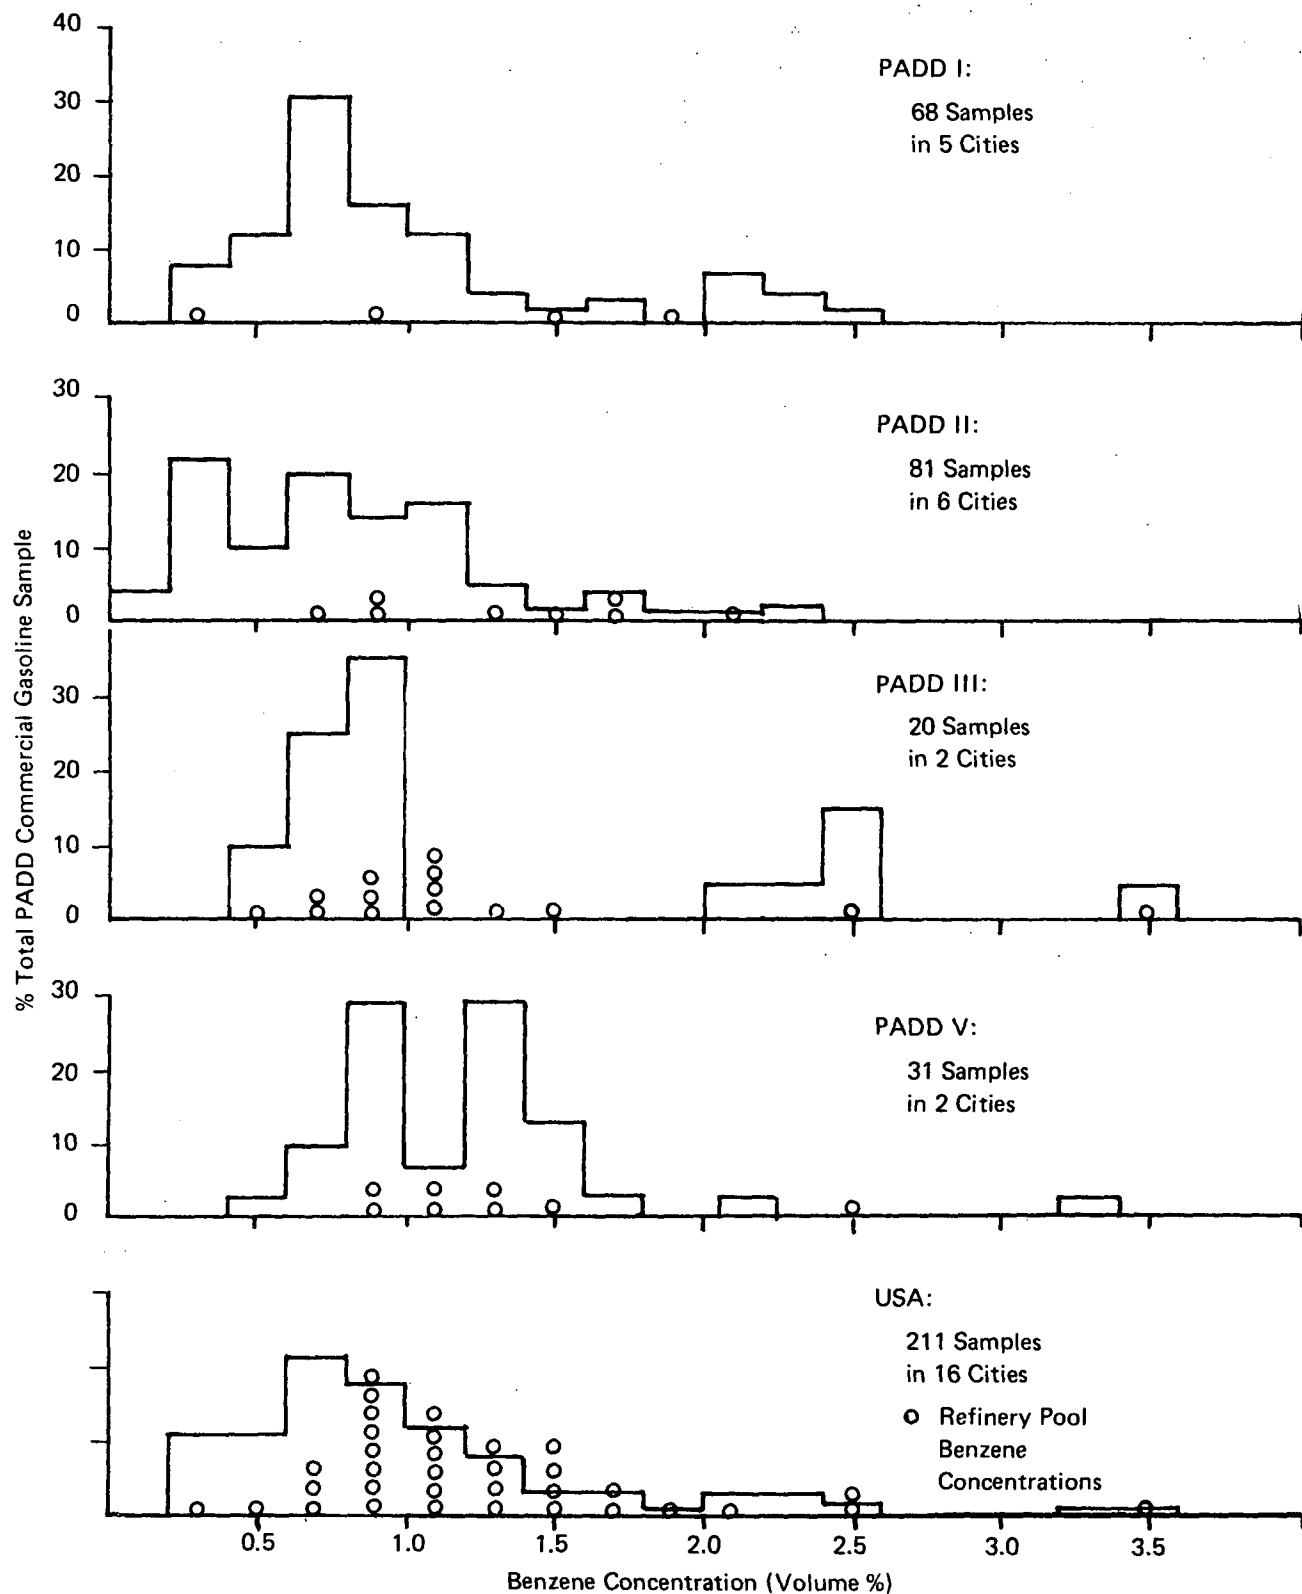 40
30
20
10
0
PADD I:
68 Samples
in 5 Cities
30
20
10
0
PADD II:
81 Samples
in 6 Cities
% Total PADD Commercial Gasoline Sample
30
20
10
0
PADD III:
20 Samples
in 2 Cities
30
20
10
0
PADD V:
31 Samples
in 2 Cities
USA:
211 Samples
in 16 Cities
Refinery Pool
Benzene
Concentrations
0.5 1.0 1.5 2.0 2.5 3.0 3.5
Benzene Concentration (Volume %)